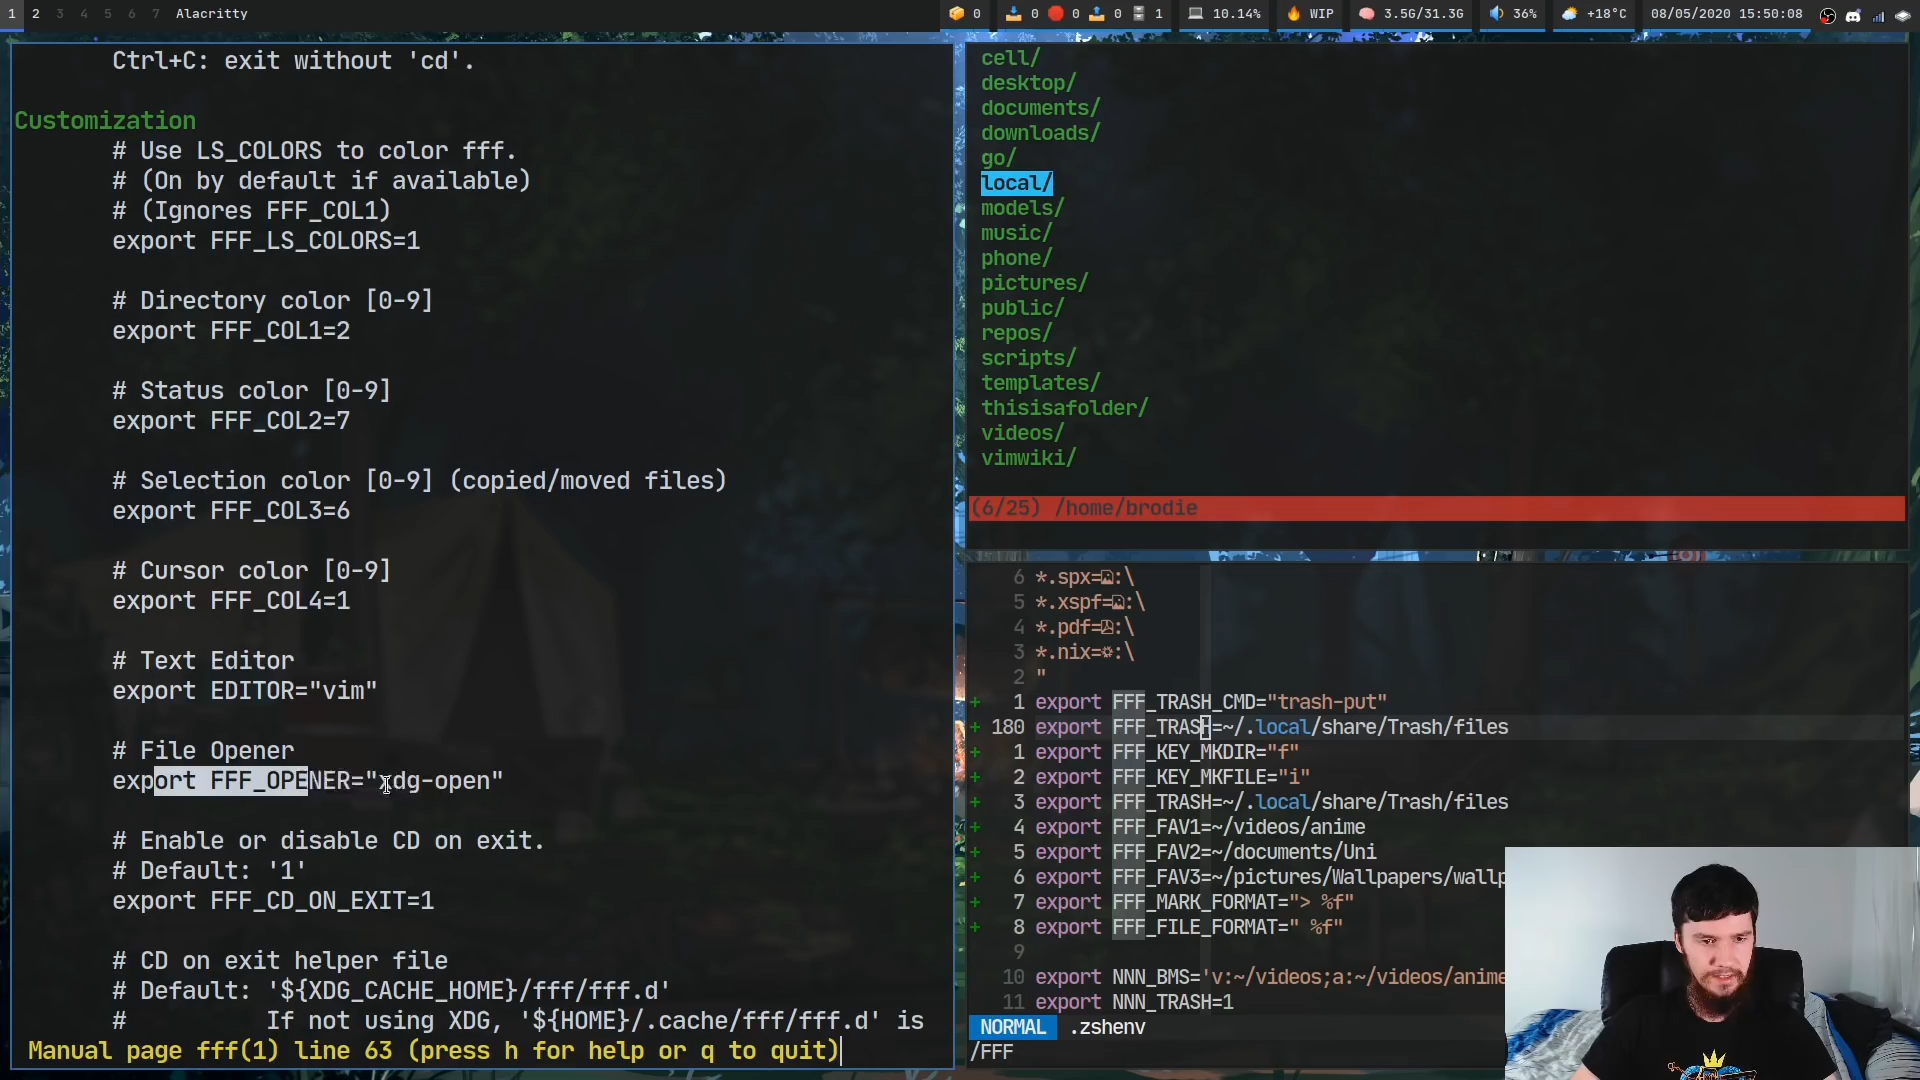 1 2 3 4 5 6 7 Alacritty
0 0 0 0 1 10.14% WIP 3.5G/31.3G 36% +18°C 08/05/2020 15:50:08
Ctrl+C: exit without 'cd'.
Customization
# Use LS_COLORS to color fff.
# (On by default if available)
# (Ignores FFF_COL1)
export FFF_LS_COLORS=1
# Directory color [0-9]
export FFF_COL1=2
# Status color [0-9]
export FFF_COL2=7
# Selection color [0-9] (copied/moved files)
export FFF_COL3=6
# Cursor color [0-9]
export FFF_COL4=1
# Text Editor
export EDITOR="vim"
# File Opener
export FFF_OPENER="xdg-open"
# Enable or disable CD on exit.
# Default: '1'
export FFF_CD_ON_EXIT=1
# CD on exit helper file
# Default: '${XDG_CACHE_HOME}/fff/fff.d'
# If not using XDG, '${HOME}/.cache/fff/fff.d' is
Manual page fff(1) line 63 (press h for help or q to quit)
cell/
desktop/
documents/
downloads/
go/
local/
models/
music/
phone/
pictures/
public/
repos/
scripts/
templates/
thisisafolder/
videos/
vimwiki/
(6/25) /home/brodie
6 *.spx=:\
5 *.xspf=:\
4 *.pdf=:\
3 *.nix=:\
2 "
+ 1 export FFF_TRASH_CMD="trash-put"
+ 180 export FFF_TRASH=~/.local/share/Trash/files
+ 1 export FFF_KEY_MKDIR="f"
+ 2 export FFF_KEY_MKFILE="i"
+ 3 export FFF_TRASH=~/.local/share/Trash/files
+ 4 export FFF_FAV1=~/videos/anime
+ 5 export FFF_FAV2=~/documents/Uni
+ 6 export FFF_FAV3=~/pictures/Wallpapers/wallp
+ 7 export FFF_MARK_FORMAT="> %f"
+ 8 export FFF_FILE_FORMAT=" %f"
9
10 export NNN_BMS='v:~/videos;a:~/videos/anime
11 export NNN_TRASH=1
NORMAL .zshenv
/FFF